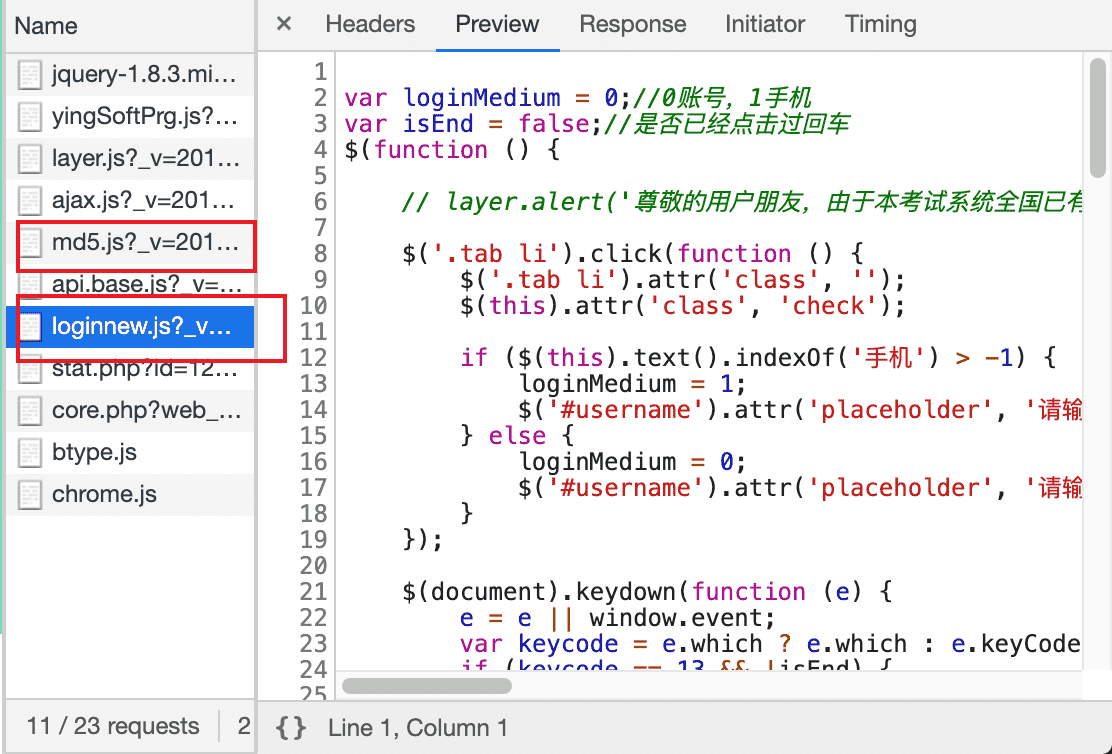 Name
jquery-1.8.3.mi...
yingSoftPrg.js?...
layer.js?_v=201...
ajax.js?_v=201...
md5.js?_v=201...
api.base.js?_v=...
loginnew.js?_v...
stat.php?id=12...
core.php?web_...
btype.js
chrome.js
11 / 23 requests 2
× Headers Preview Response Initiator Timing
1
2 var loginMedium = 0;//0账号，1手机
3 var isEnd = false;//是否已经点击过回车
4 $(function () {
5
6 // layer.alert('尊敬的用户朋友，由于本考试系统全国已有
7
8 $('.tab li').click(function () {
9 $('.tab li').attr('class', '');
10 $(this).attr('class', 'check');
11
12 if ($(this).text().indexOf('手机') > -1) {
13 loginMedium = 1;
14 $('#username').attr('placeholder', '请输
15 } else {
16 loginMedium = 0;
17 $('#username').attr('placeholder', '请输
18 }
19 });
20
21 $(document).keydown(function (e) {
22 e = e || window.event;
23 var keycode = e.which ? e.which : e.keyCode
24 if (keycode == 13 && !isEnd) {
25
{} Line 1, Column 1